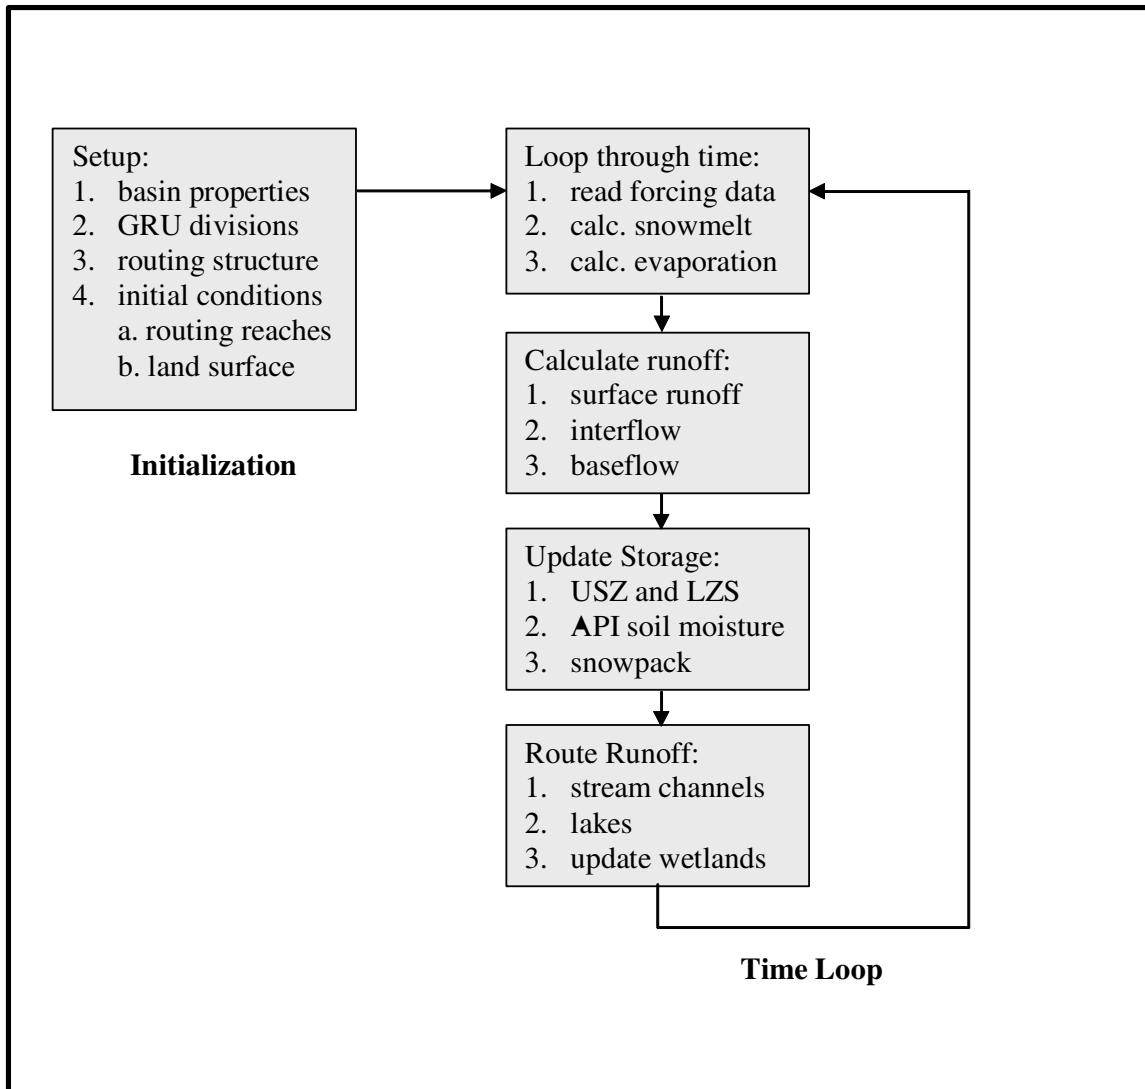 Setup:
1. basin properties
2. GRU divisions
3. routing structure
4. initial conditions
a. routing reaches
b. land surface
Initialization
Loop through time:
1. read forcing data
2. calc. snowmelt
3. calc. evaporation
Calculate runoff:
1. surface runoff
2. interflow
3. baseflow
Update Storage:
1. USZ and LZS
2. API soil moisture
3. snowpack
Route Runoff:
1. stream channels
2. lakes
3. update wetlands
Time Loop